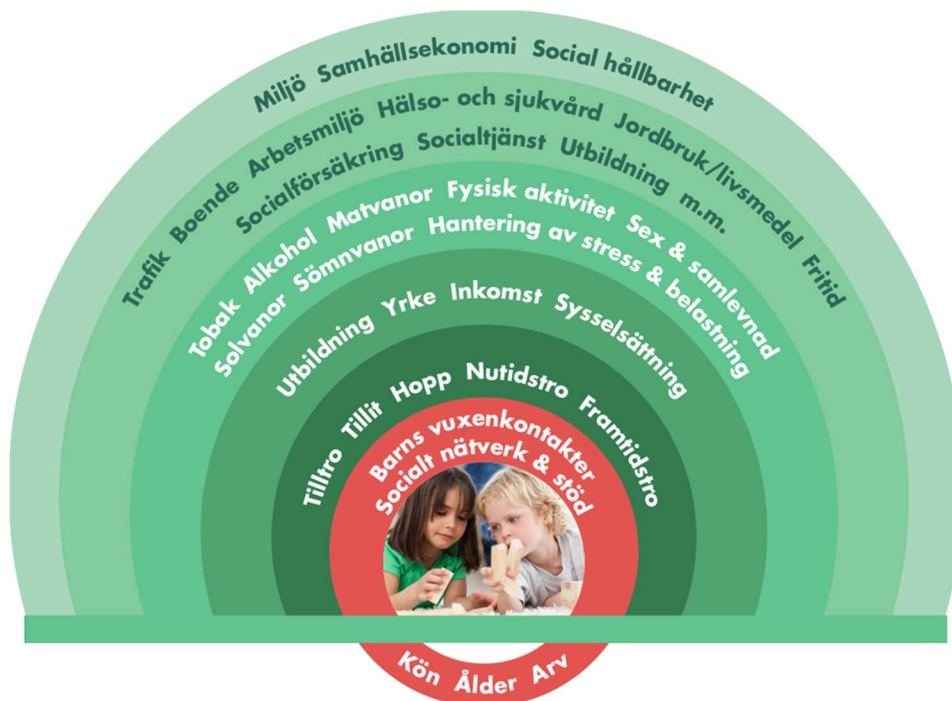 Miljö Samhällsekonomi Social hållbarhet
Trafik Boende Arbetsmiljö Hälso- och sjukvård Jordbruk/livsmedel Fritid
Socialförsäkring Socialtjänst Utbildning m.m.
Tobak Alkohol Matvanor Fysisk aktivitet Sex & samlevnad
Solvanor Sömnvanor Hantering av stress & belastning
Utbildning Yrke Inkomst Sysselsättning
Tilltro Tillit Hopp Nutidstro Framtidstro
Barns vuxenkontakter
Socialt nätverk & stöd
Kön Ålder Arv